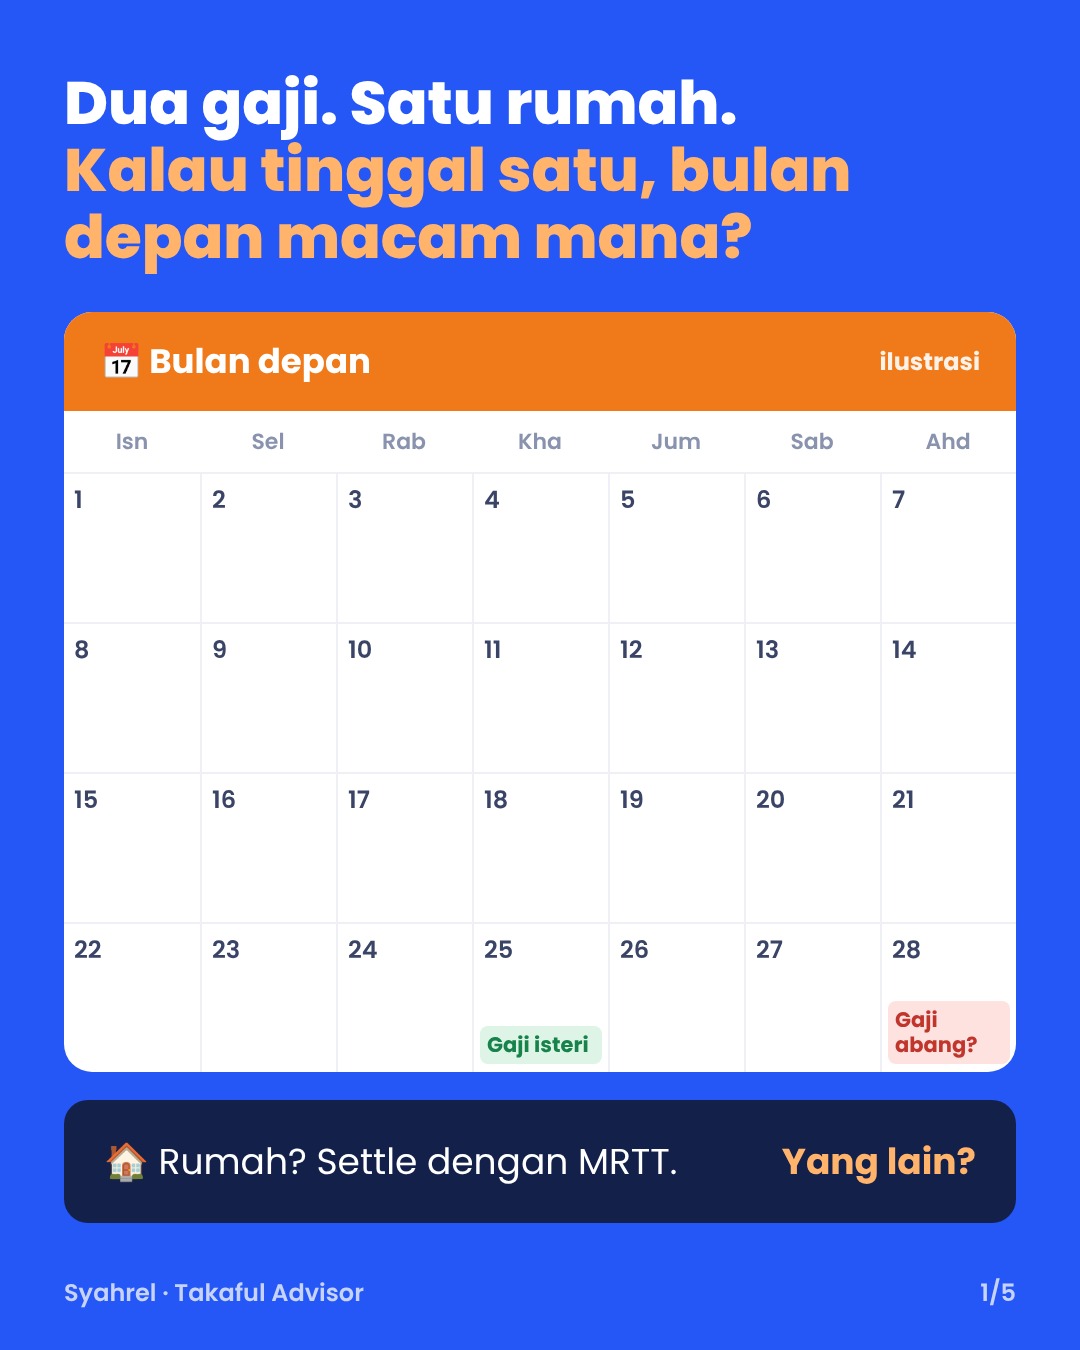 Dua gaji. Satu rumah.
Kalau tinggal satu, bulan
depan macam mana?
July
17
Bulan depan
ilustrasi
Isn Sel Rab Kha Jum Sab Ahd
1 2 3 4 5 6 7
8 9 10 11 12 13 14
15 16 17 18 19 20 21
22 23 24 25 26 27 28
Gaji isteri
Gaji
abang?
Rumah? Settle dengan MRTT.
Yang lain?
Syahrel · Takaful Advisor
1/5